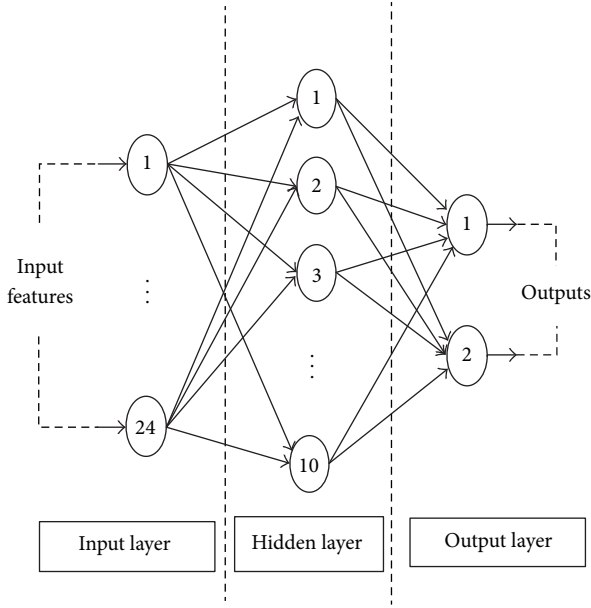 1
1
2
1
Input
features
⋮
3
Outputs
2
⋮
24
10
Input layer
Hidden layer
Output layer